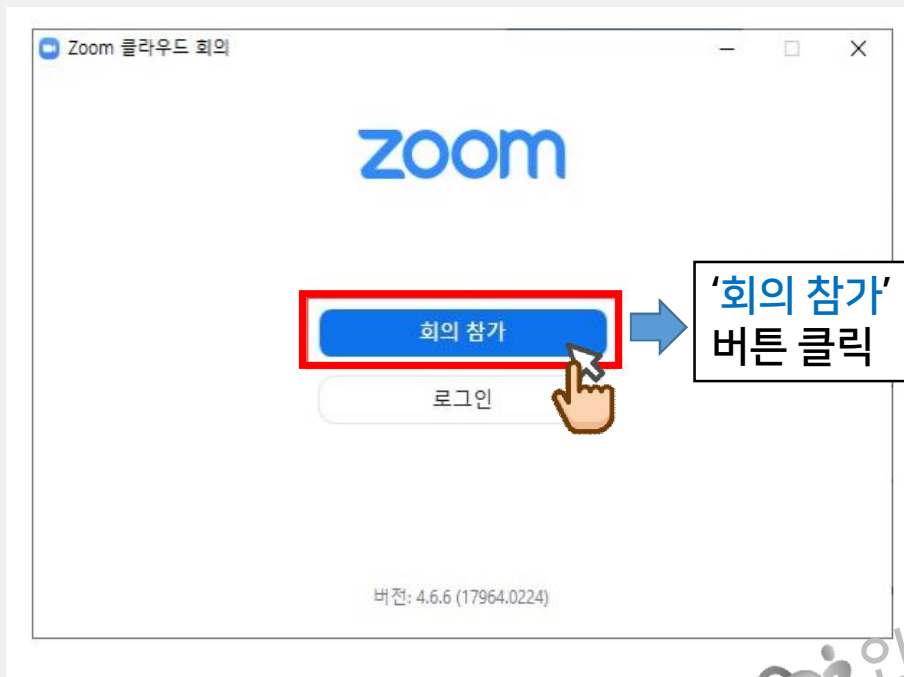 Zoom 클라우드 회의
zoom
회의 참가
로그인
'회의 참가'
버튼 클릭
버전: 4.6.6 (17964.0224)